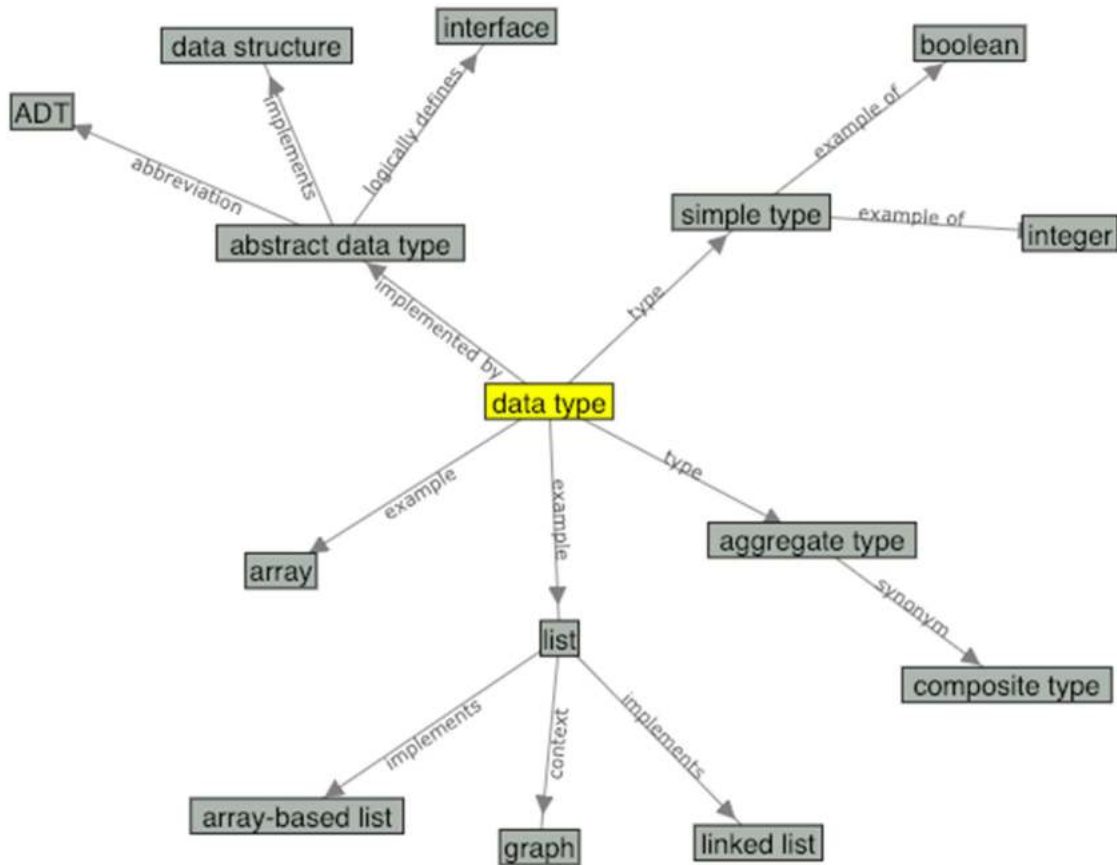 interface
data structure
boolean
ADT
implements
logically defines
example of
abbreviation
simple type
example of
integer
abstract data type
implemented by
type
data type
example
example
type
array
aggregate type
synonym
list
composite type
implements
context
implements
array-based list
graph
linked list